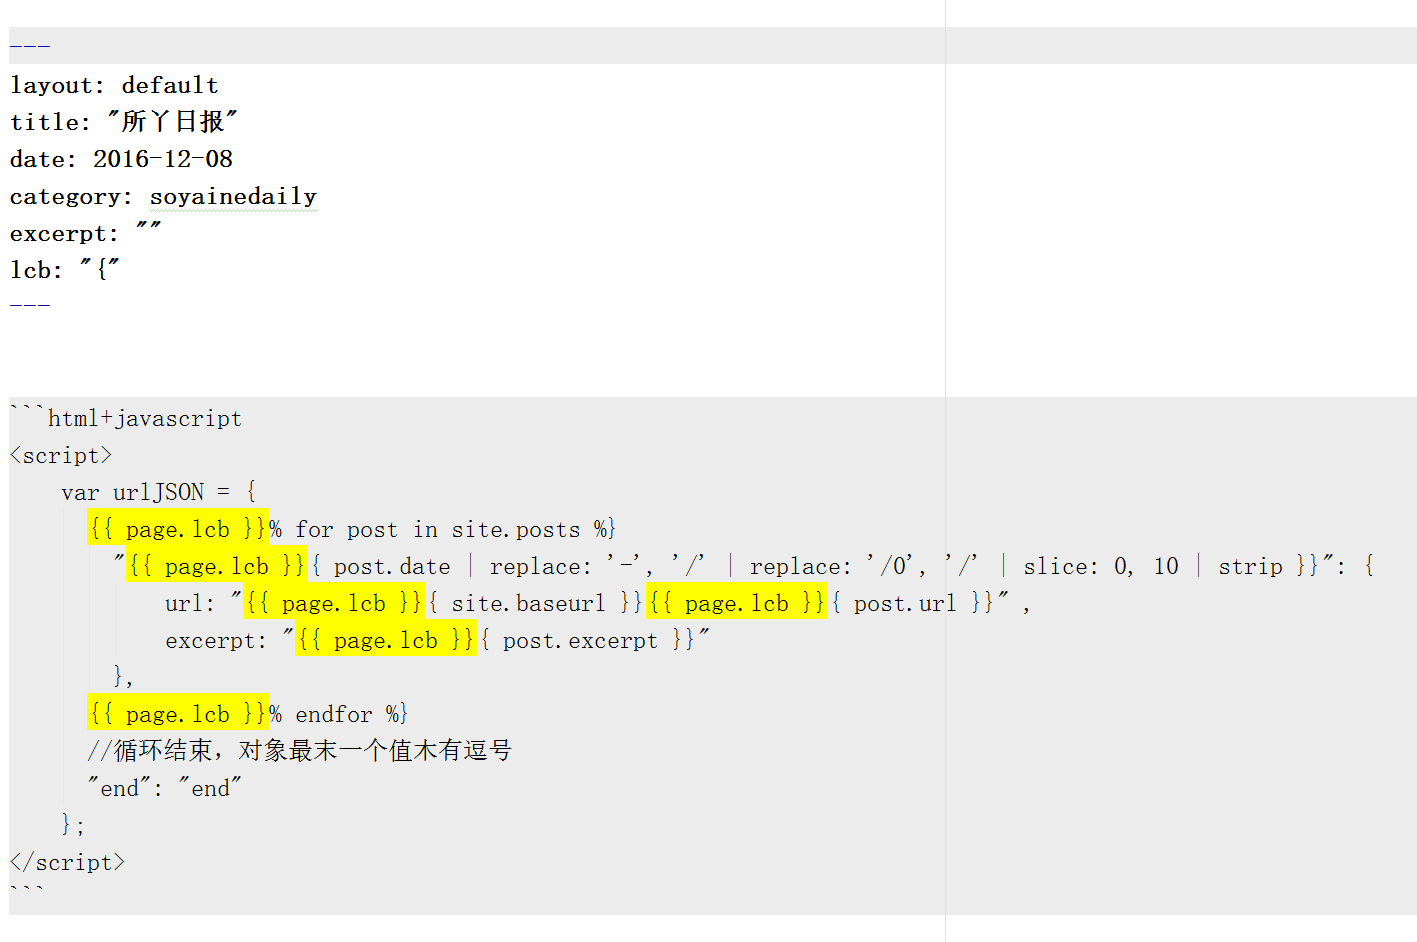 ---
layout: default
title: "所丫日报"
date: 2016-12-08
category: soyainedaily
excerpt: ""
lcb: "{"
---
```html+javascript
<script>
    var urlJSON = {
      {{ page.lcb }}% for post in site.posts %}
        "{{ page.lcb }}{ post.date | replace: '-', '/' | replace: '/0', '/' | slice: 0, 10 | strip }}": {
            url: "{{ page.lcb }}{ site.baseurl }}{{ page.lcb }}{ post.url }}" ,
            excerpt: "{{ page.lcb }}{ post.excerpt }}"
        },
      {{ page.lcb }}% endfor %}
      //循环结束，对象最末一个值木有逗号
      "end": "end"
    };
</script>
```